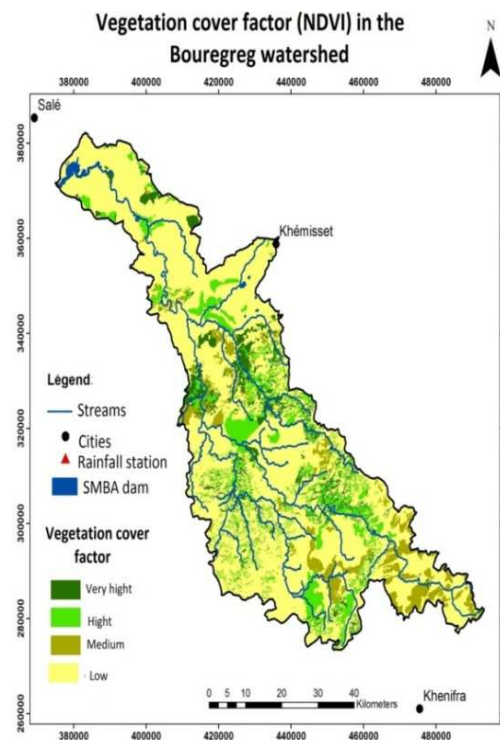 Vegetation cover factor (NDVI) in the
Bouregreg watershed
N
380000 400000 420000 440000 460000 480000
Salé
380000
Khémisset
360000
340000
Légend
Streams
Cities
Rainfall station
SMBA dam
320000
300000
Vegetation cover
factor
Very hight
Hight
Medium
Low
280000
0 5 10 20 30 40
Kilometers
Khenifra
260000
380000 400000 420000 440000 460000 480000